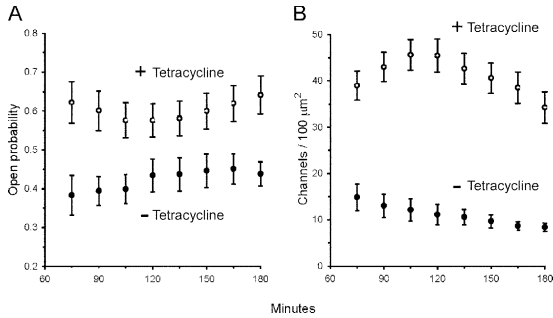 A
B
+ Tetracycline
+ Tetracycline
0.8
0.7
0.6
0.5
0.4
0.3
0.2
Open probability
- Tetracycline
60 90 120 150 180
50
40
30
20
10
0
Channels / 100 μm²
- Tetracycline
60 90 120 150 180
Minutes